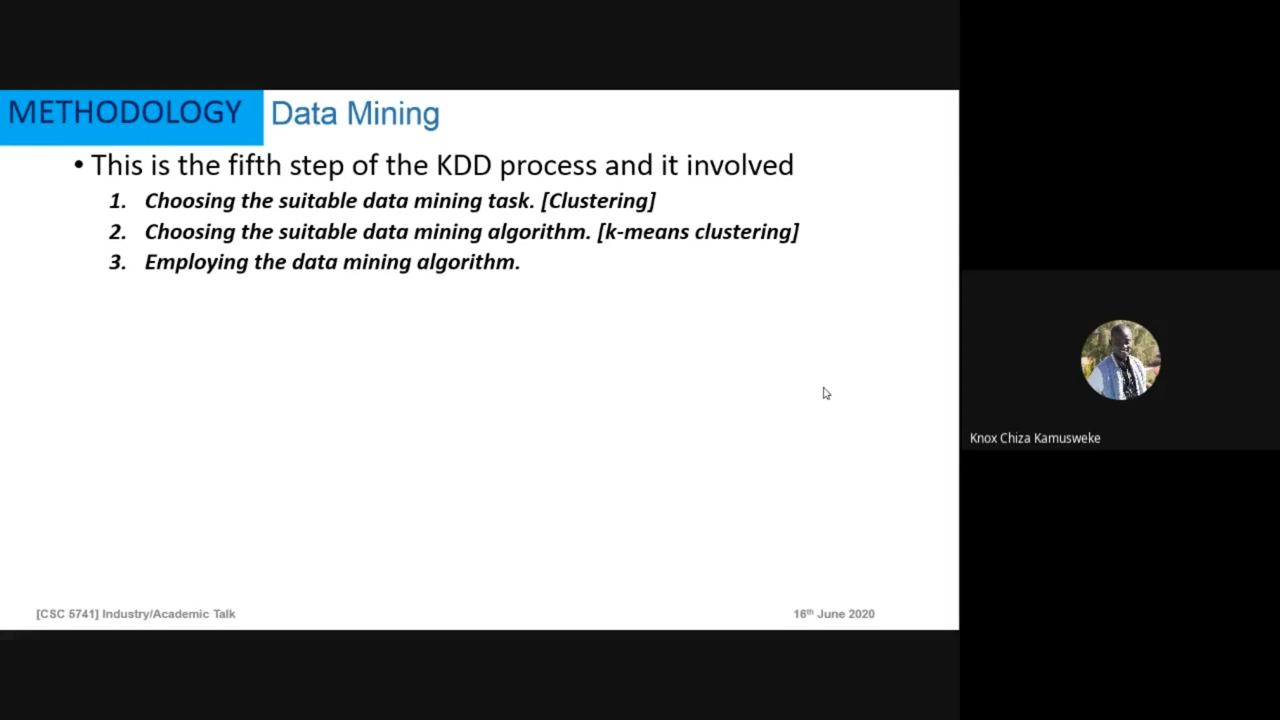 METHODOLOGY Data Mining
• This is the fifth step of the KDD process and it involved
1. Choosing the suitable data mining task. [Clustering]
2. Choosing the suitable data mining algorithm. [k-means clustering]
3. Employing the data mining algorithm.
Knox Chiza Kamusweke
[CSC 5741] Industry/Academic Talk
16th June 2020